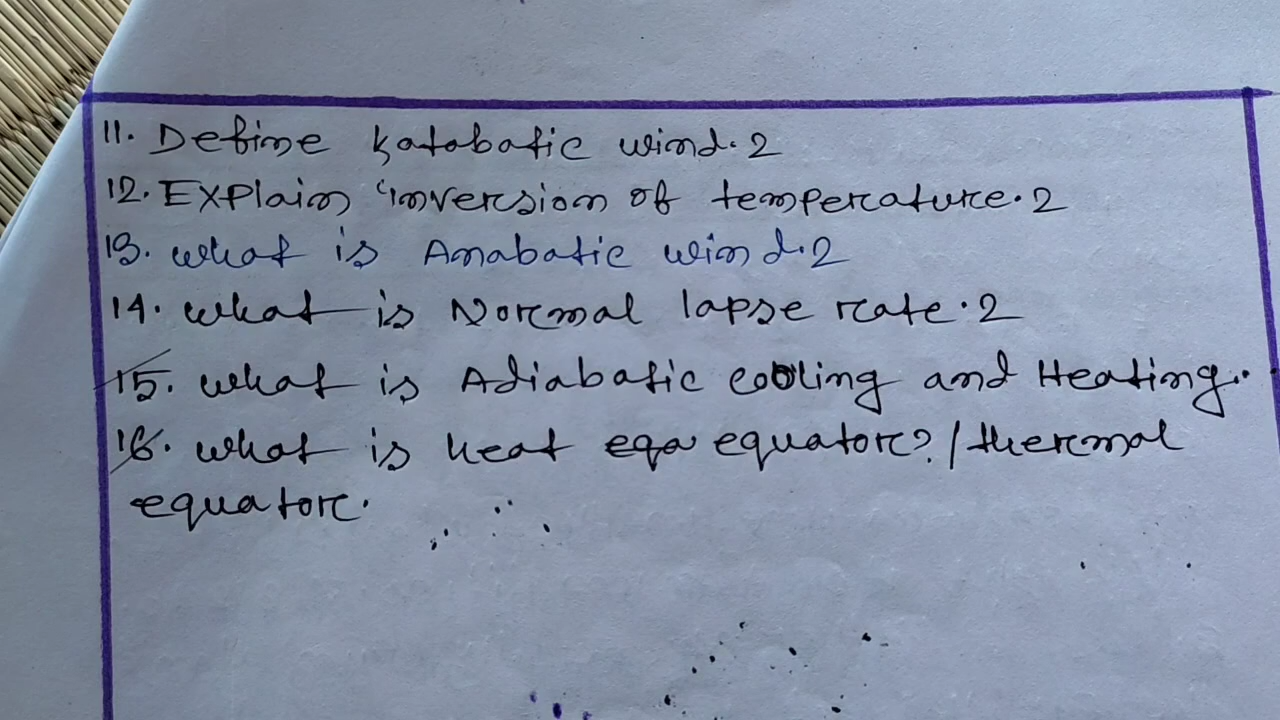 11. Define katabatic wind. 2
12. Explain inversion of temperature. 2
13. what is Anabatic wind. 2
14. what is Normal lapse rate. 2
15. what is Adiabatic cooling and Heating..
16. what is heat eqa equator? / thermal
equator.